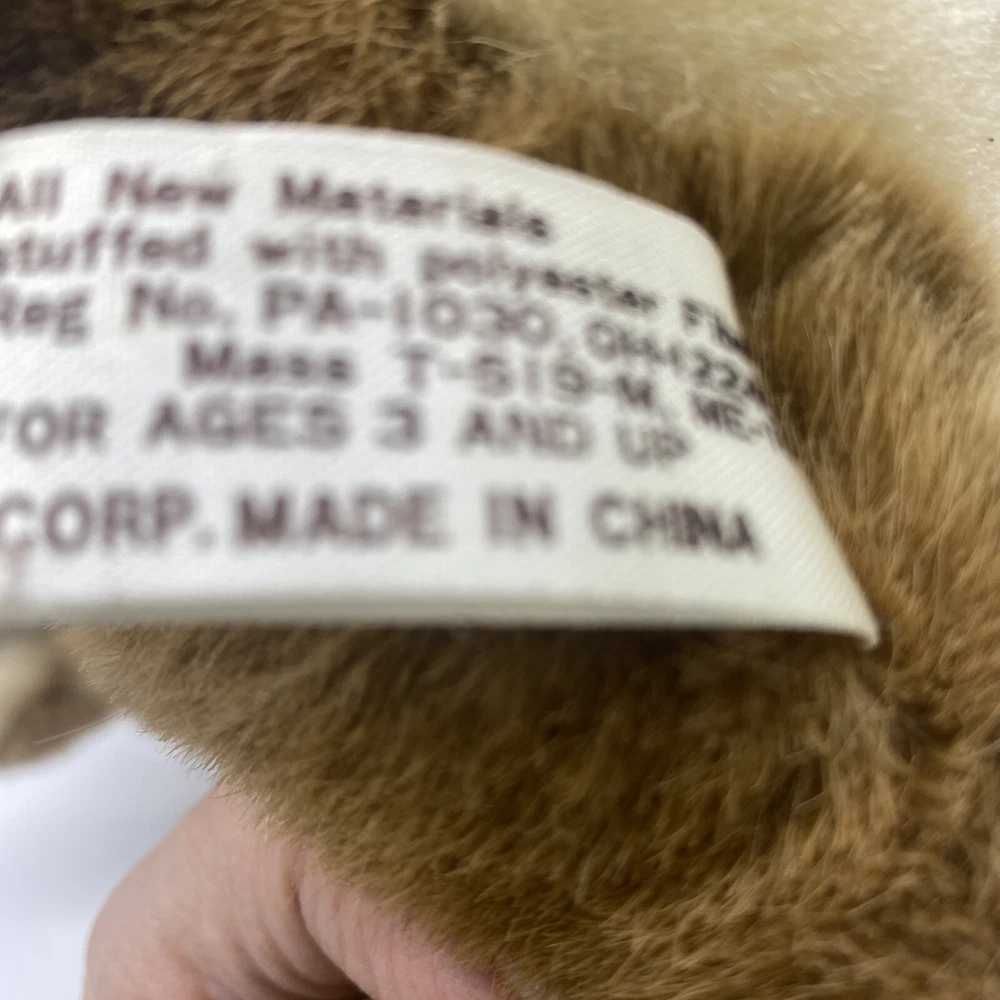 All New Materials
stuffed with polyester
Reg No. PA-1030,
Mass T-519-M,
FOR AGES 3 AND UP
CORP. MADE IN CHINA